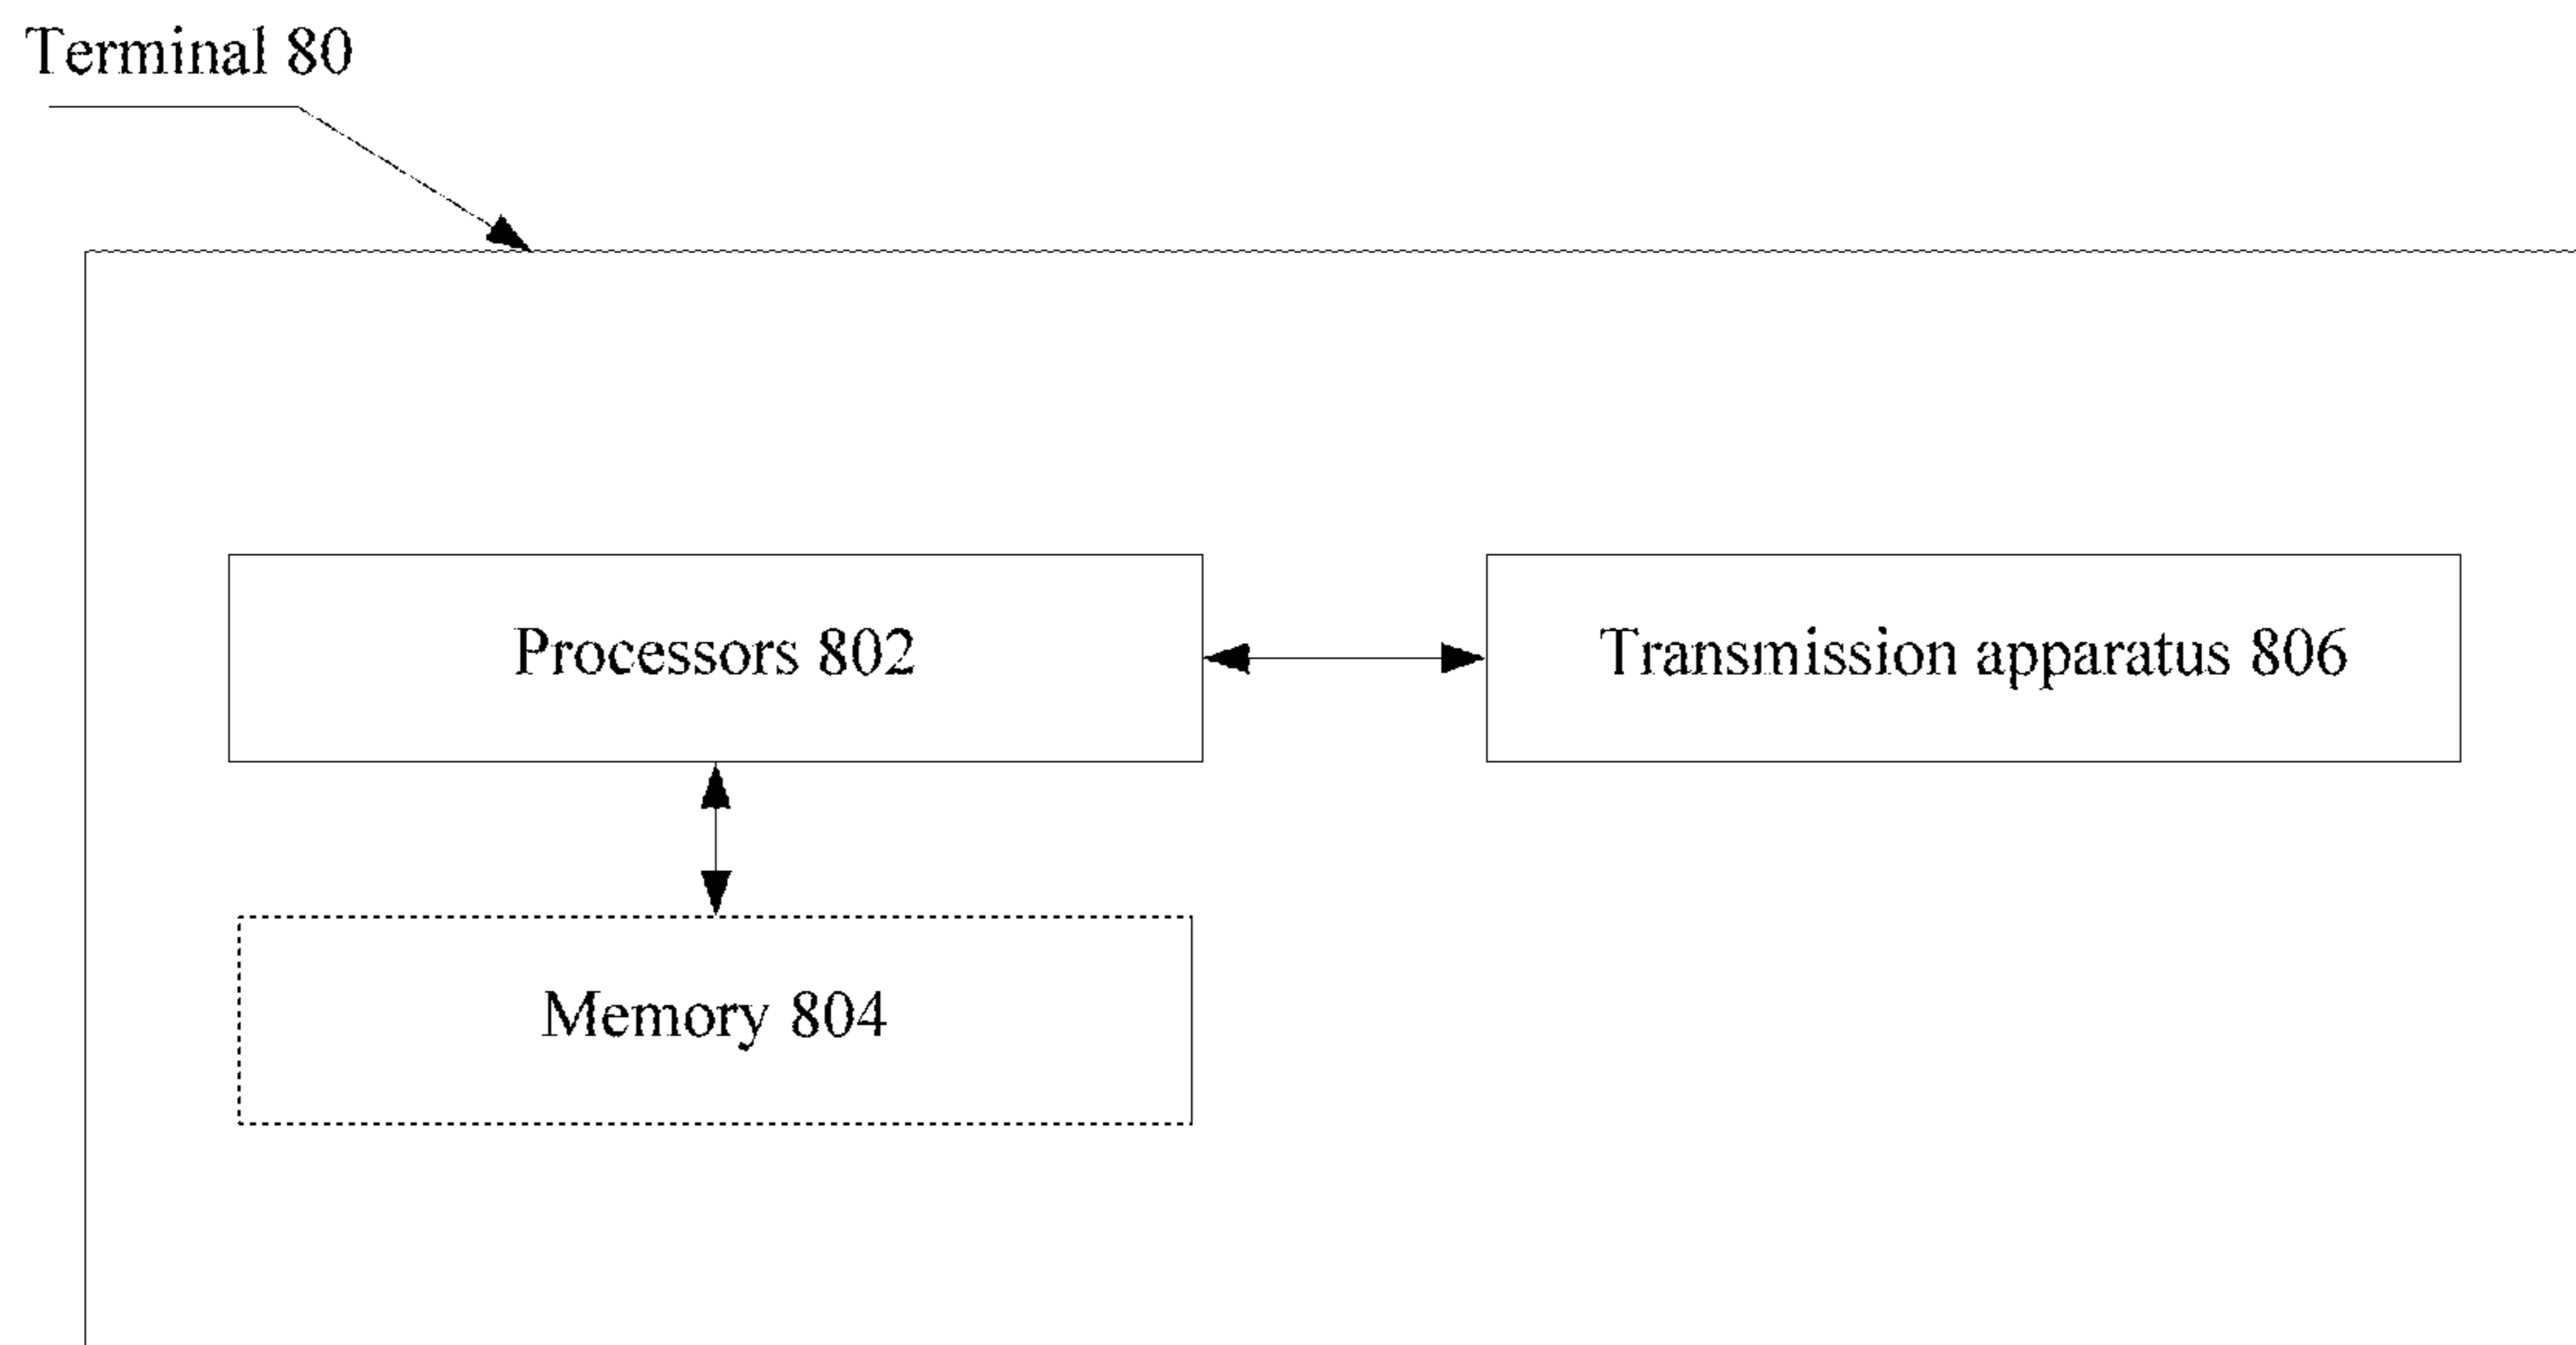 Terminal 80
Processors 802
Transmission apparatus 806
Memory 804